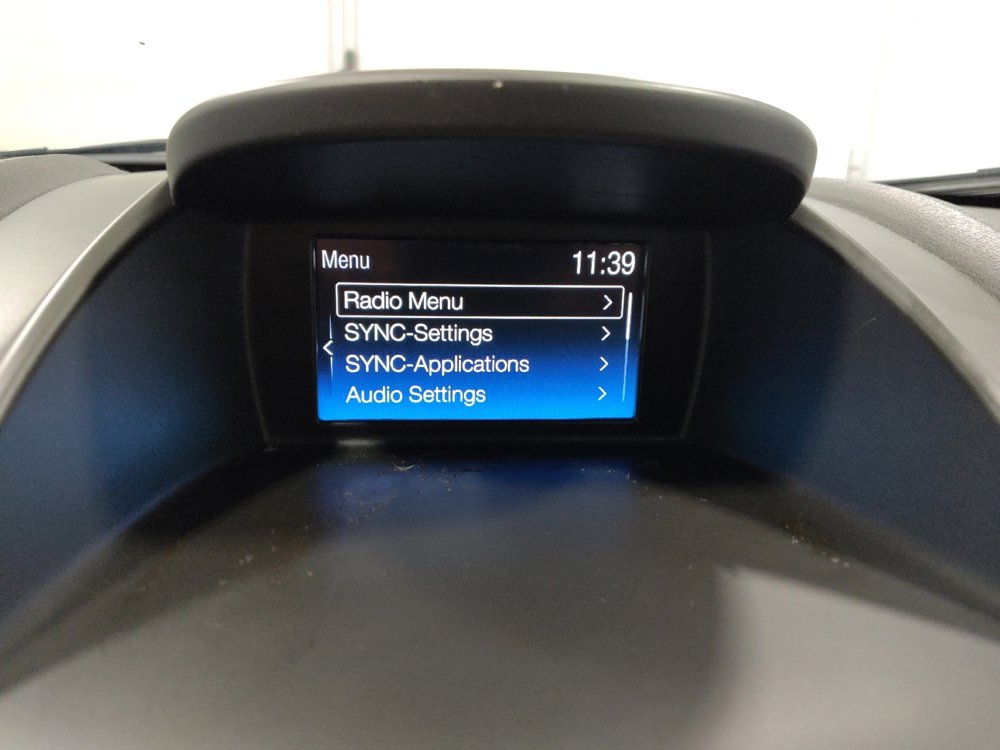 Menu 11:39
Radio Menu
SYNC-Settings
SYNC-Applications
Audio Settings